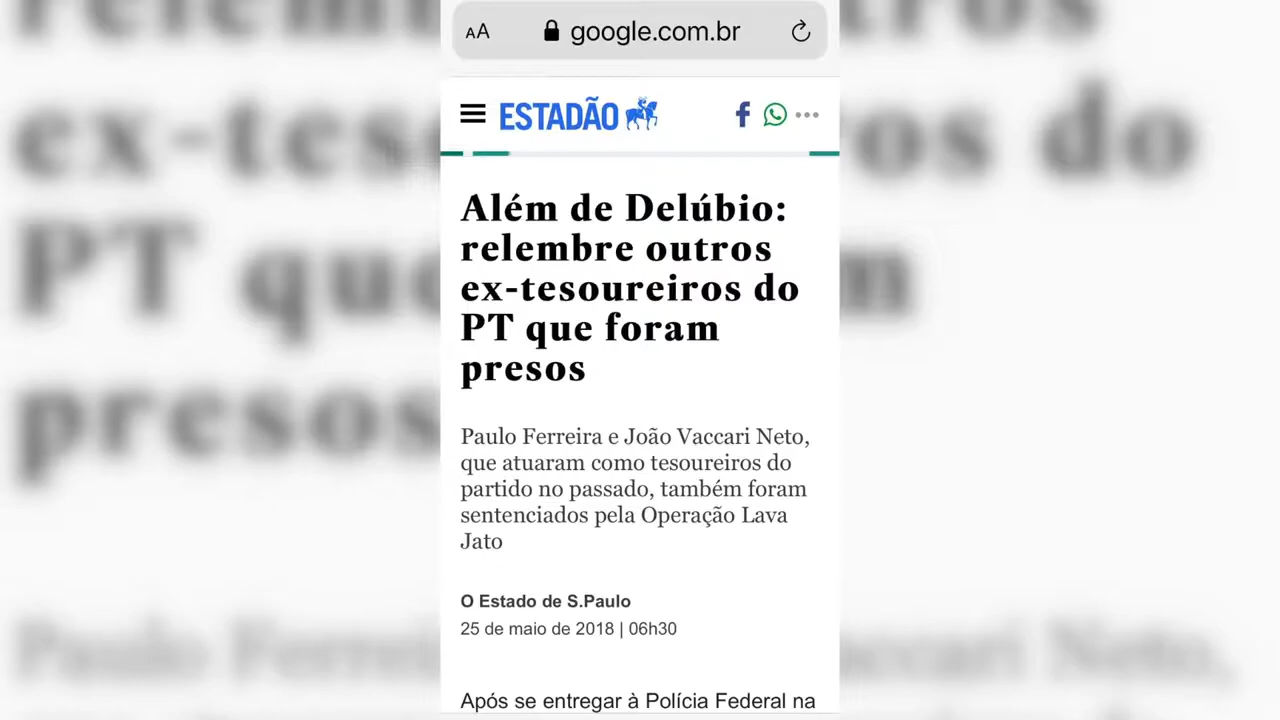 AA google.com.br
ESTADÃO
Além de Delúbio:
relembre outros
ex-tesoureiros do
PT que foram
presos
Paulo Ferreira e João Vaccari Neto,
que atuaram como tesoureiros do
partido no passado, também foram
sentenciados pela Operação Lava
Jato
O Estado de S.Paulo
25 de maio de 2018 | 06h30
Após se entregar à Polícia Federal na